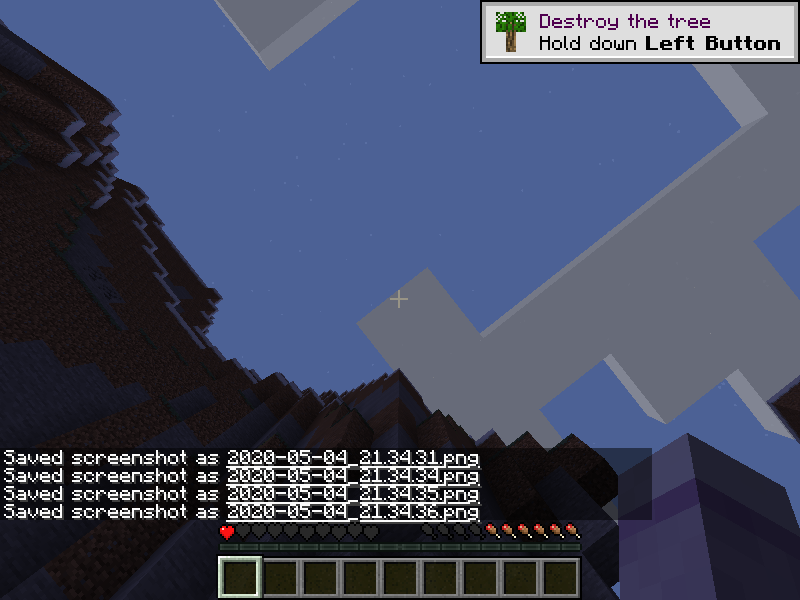 Destroy the tree
Hold down Left Button
Saved screenshot as 2020-05-04_21.34.31.png
Saved screenshot as 2020-05-04_21.34.34.png
Saved screenshot as 2020-05-04_21.34.35.png
Saved screenshot as 2020-05-04_21.34.36.png